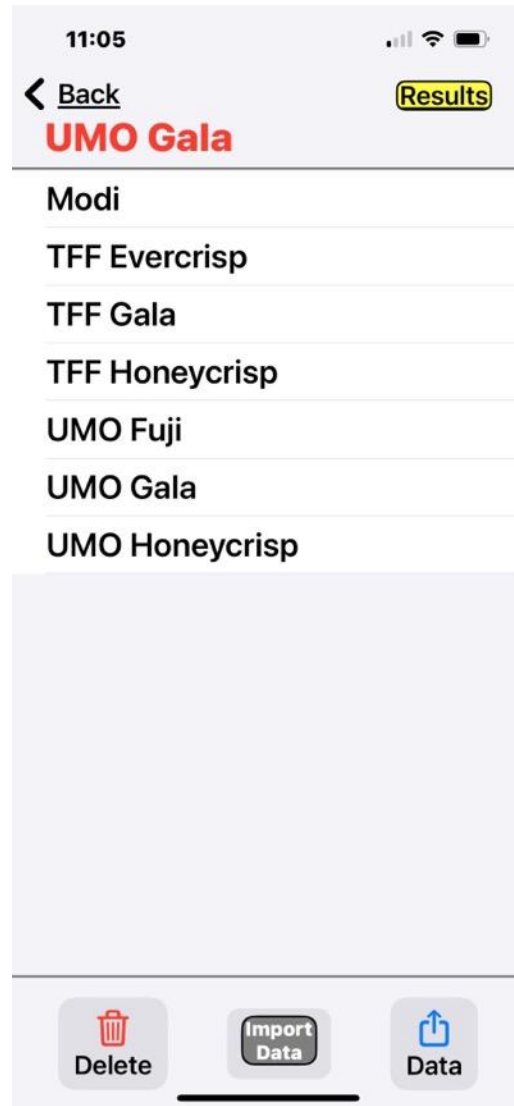 11:05
Back
Results
UMO Gala
Modi
TFF Evercrisp
TFF Gala
TFF Honeycrisp
UMO Fuji
UMO Gala
UMO Honeycrisp
Delete
Import
Data
Data